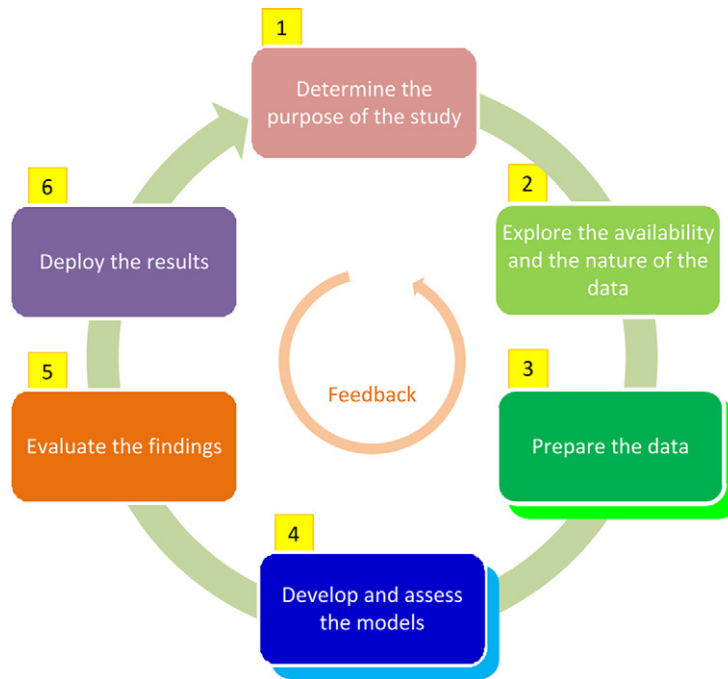 1
Determine the
purpose of the study
2
Explore the availability
and the nature of the
data
3
Prepare the data
4
Develop and assess
the models
5
Evaluate the findings
6
Deploy the results
Feedback